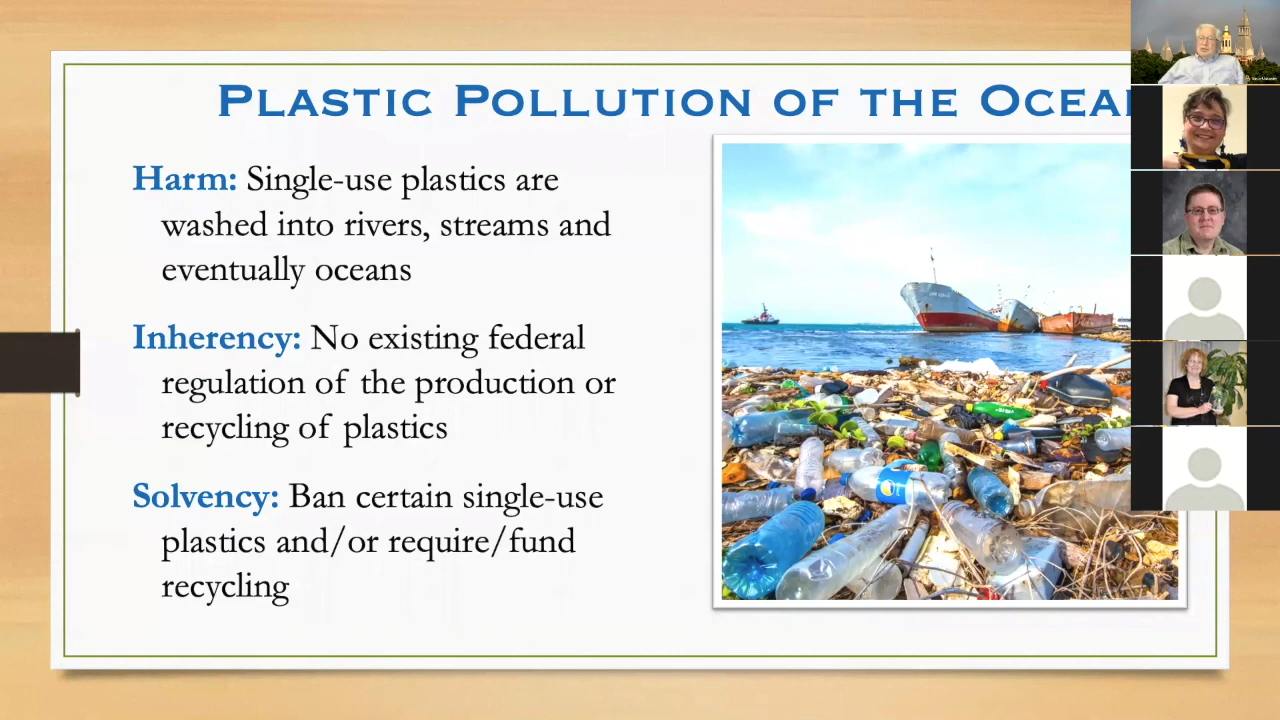 PLASTIC POLLUTION OF THE OCEA
Harm: Single-use plastics are
washed into rivers, streams and
eventually oceans
Inherency: No existing federal
regulation of the production or
recycling of plastics
Solvency: Ban certain single-use
plastics and/or require/fund
recycling